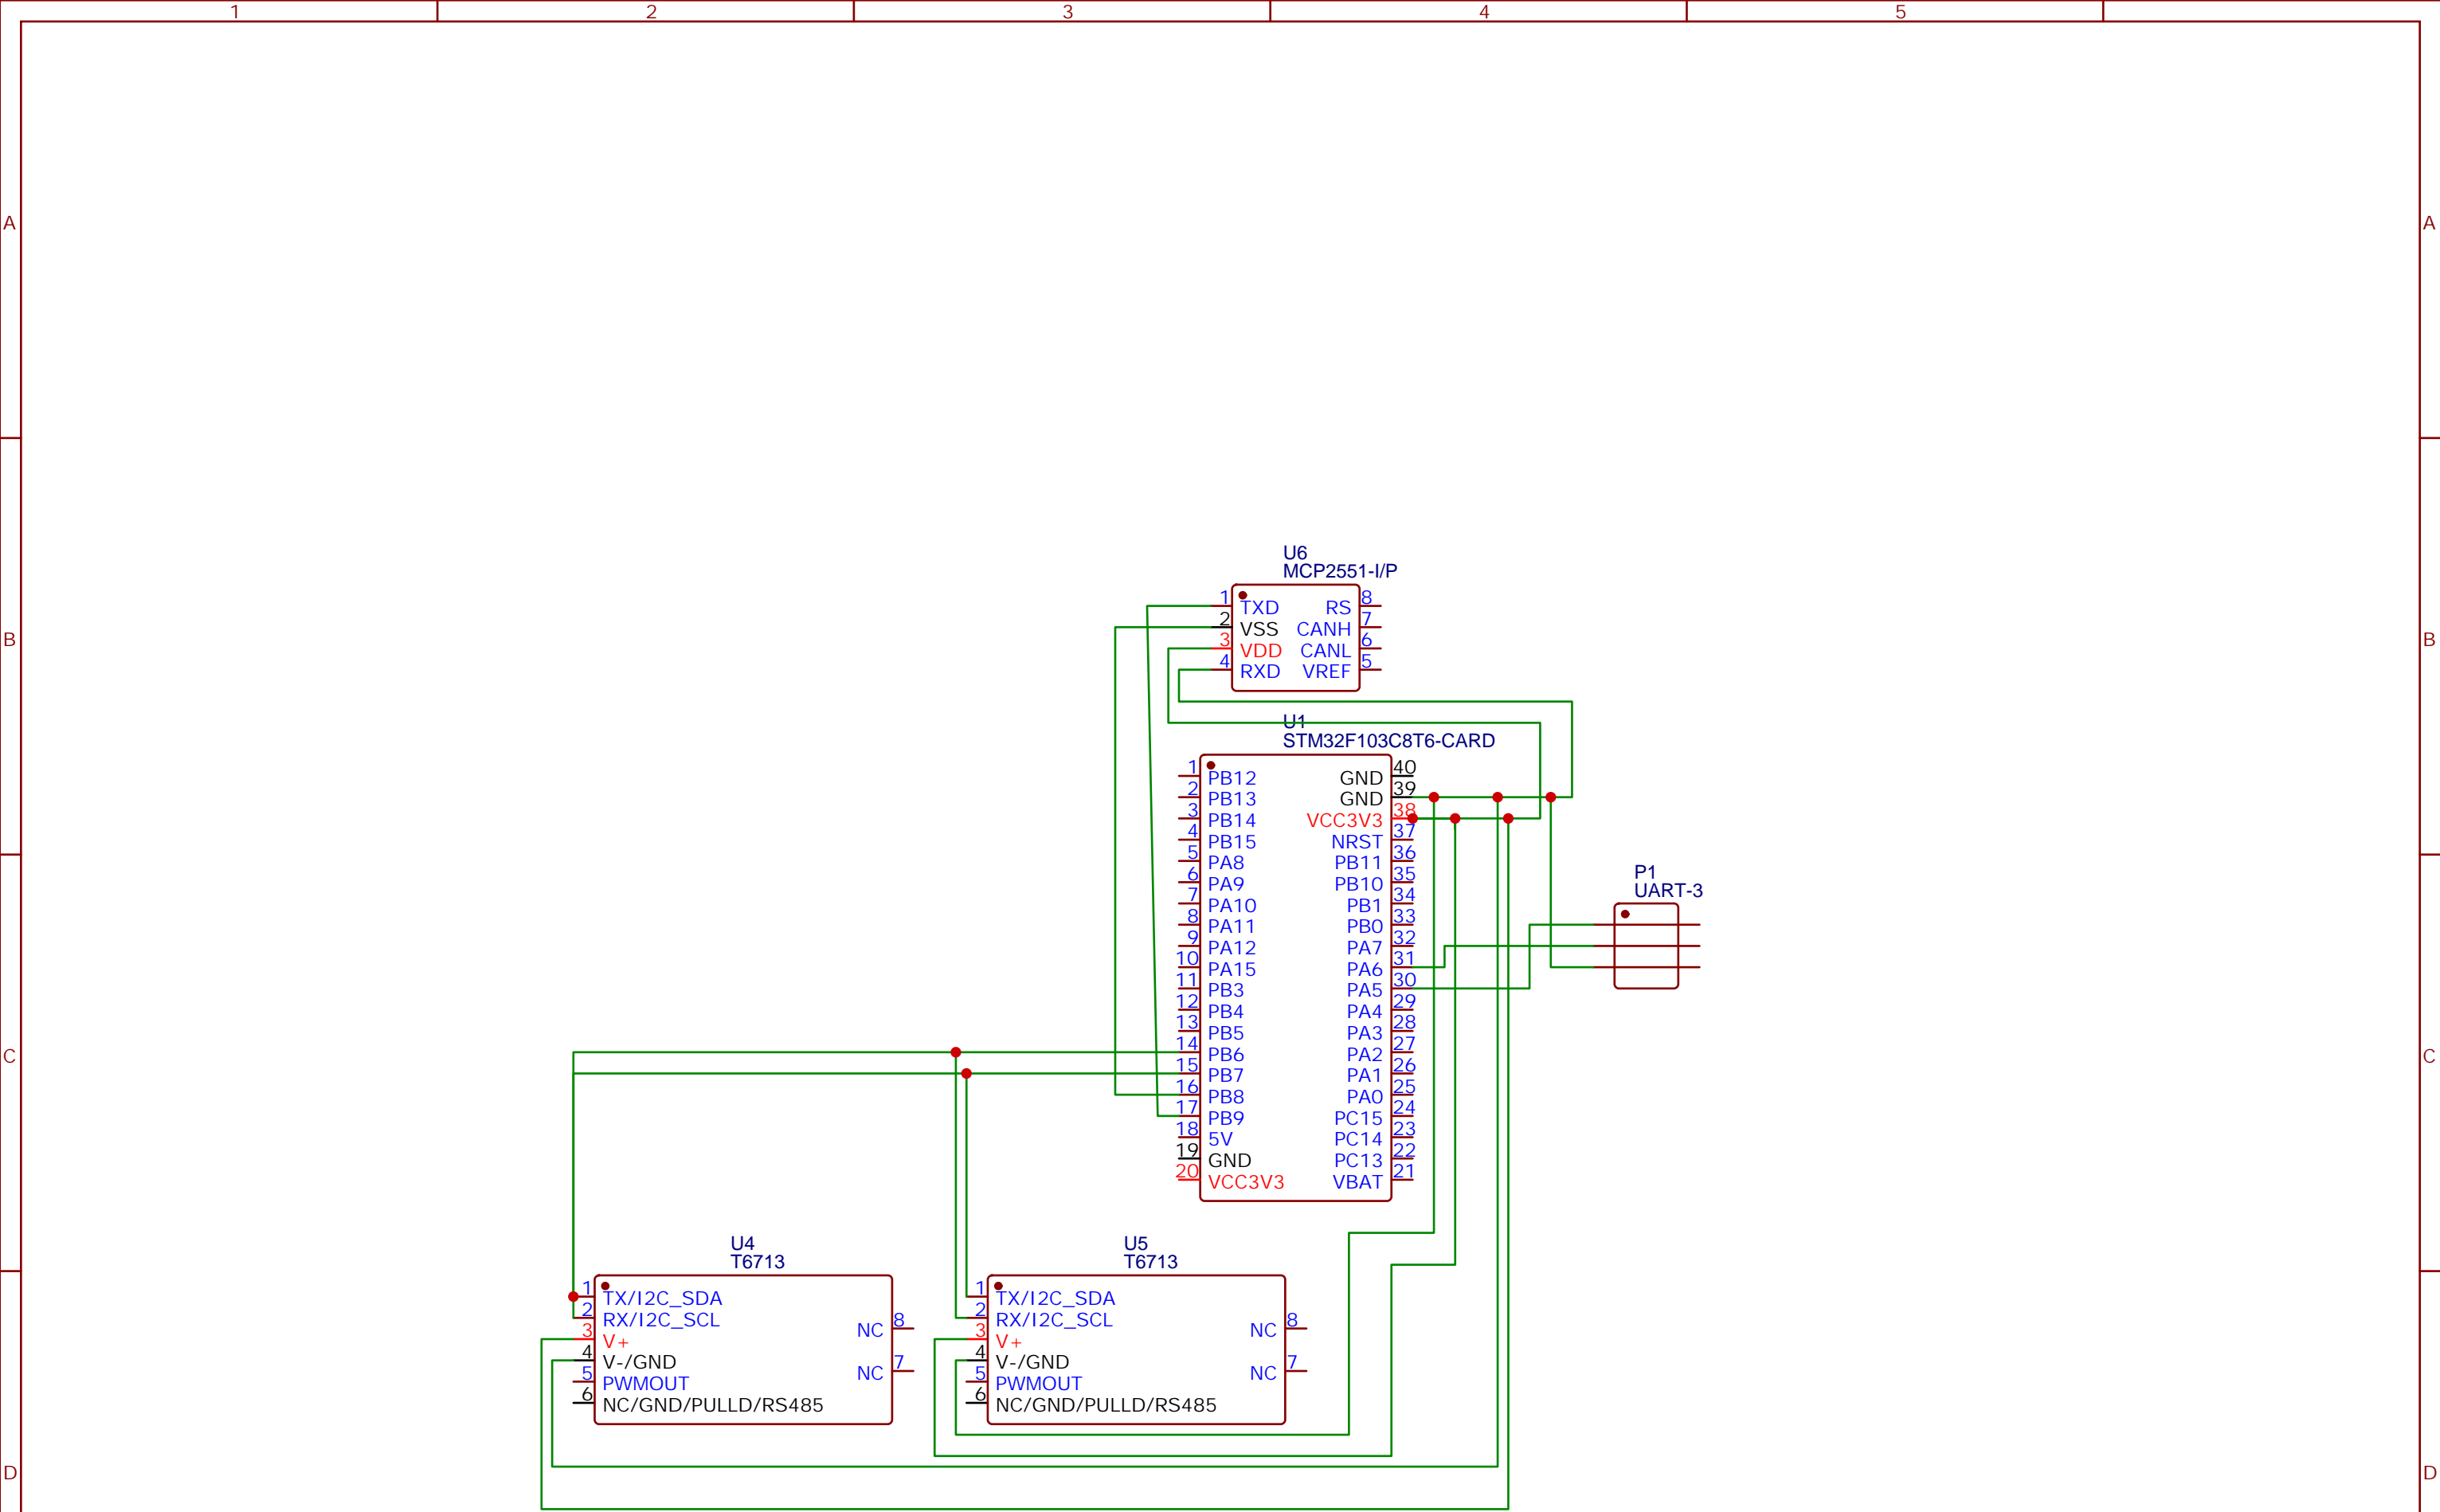 1 2 3 4 5
A A
B B
C C
D D
U6
MCP2551-I/P
1 TXD RS 8
2 VSS CANH 7
3 VDD CANL 6
4 RXD VREF 5
U1
STM32F103C8T6-CARD
1 PB12 GND 40
2 PB13 GND 39
3 PB14 VCC3V3 38
4 PB15 NRST 37
5 PA8 PB11 36
6 PA9 PB10 35
7 PA10 PB1 34
8 PA11 PB0 33
9 PA12 PA7 32
10 PA15 PA6 31
11 PB3 PA5 30
12 PB4 PA4 29
13 PB5 PA3 28
14 PB6 PA2 27
15 PB7 PA1 26
16 PB8 PA0 25
17 PB9 PC15 24
18 5V PC14 23
19 GND PC13 22
20 VCC3V3 VBAT 21
P1
UART-3
U4
T6713
1 TX/I2C_SDA
2 RX/I2C_SCL
NC 8
3 V+
4 V-/GND
NC 7
5 PWMOUT
6 NC/GND/PULLD/RS485
U5
T6713
1 TX/I2C_SDA
2 RX/I2C_SCL
NC 8
3 V+
4 V-/GND
NC 7
5 PWMOUT
6 NC/GND/PULLD/RS485